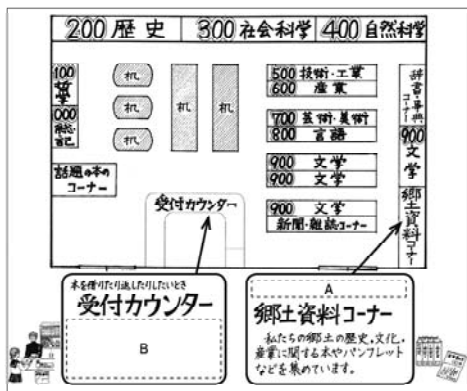 200 歴史
300 社会科学
400 自然科学
100 哲学
000 総記
話題の本の
コーナー
机
机
机
机
机
500 技術・工業
600 産業
700 芸術・美術
800 言語
900 文学
900 文学
900 文学
新聞・雑誌コーナー
辞書・事典
コーナー
900 文学
郷土資料コーナー
受付カウンター
本を借りたり返したりしたいとき
受付カウンター
B
A
郷土資料コーナー
私たちの郷土の歴史,文化,
産業に関する本やパンフレット
などを集めています。